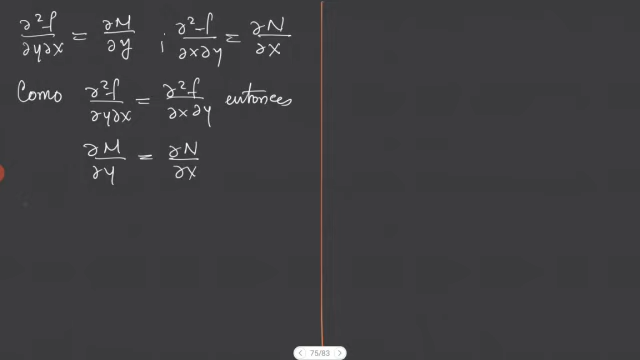 ∂²f/∂y∂x = ∂M/∂y ; ∂²f/∂x∂y = ∂N/∂x
Como ∂²f/∂y∂x = ∂²f/∂x∂y entonces
∂M/∂y = ∂N/∂x
75/83